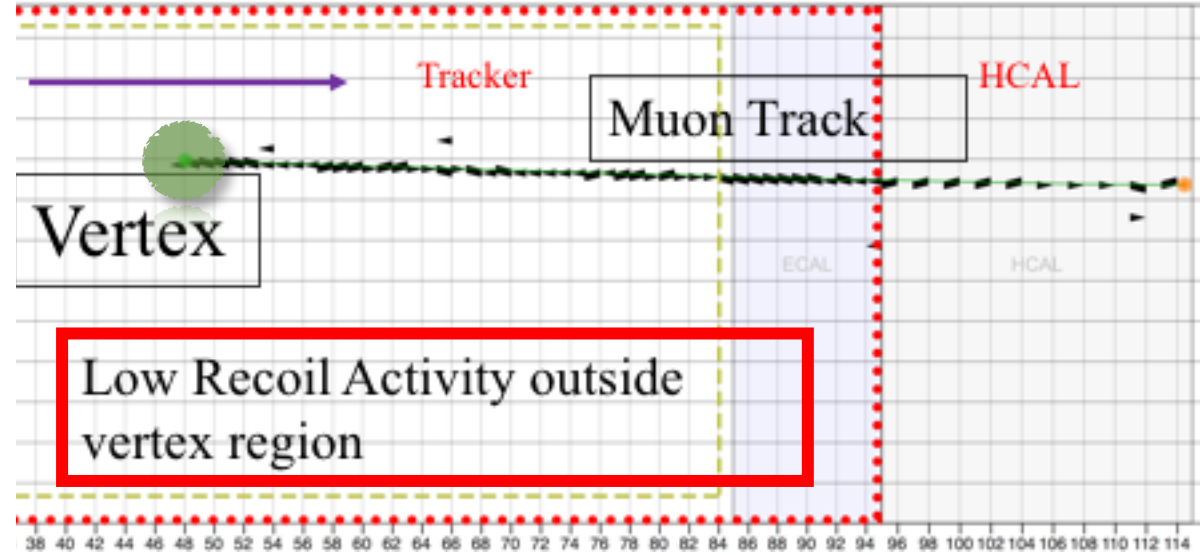 Tracker
HCAL
Muon Track
Vertex
ECAL
HCAL
Low Recoil Activity outside
vertex region
38 40 42 44 46 48 50 52 54 56 58 60 62 64 66 68 70 72 74 76 78 80 82 84 86 88 90 92 94 96 98 100 102 104 106 108 110 112 114